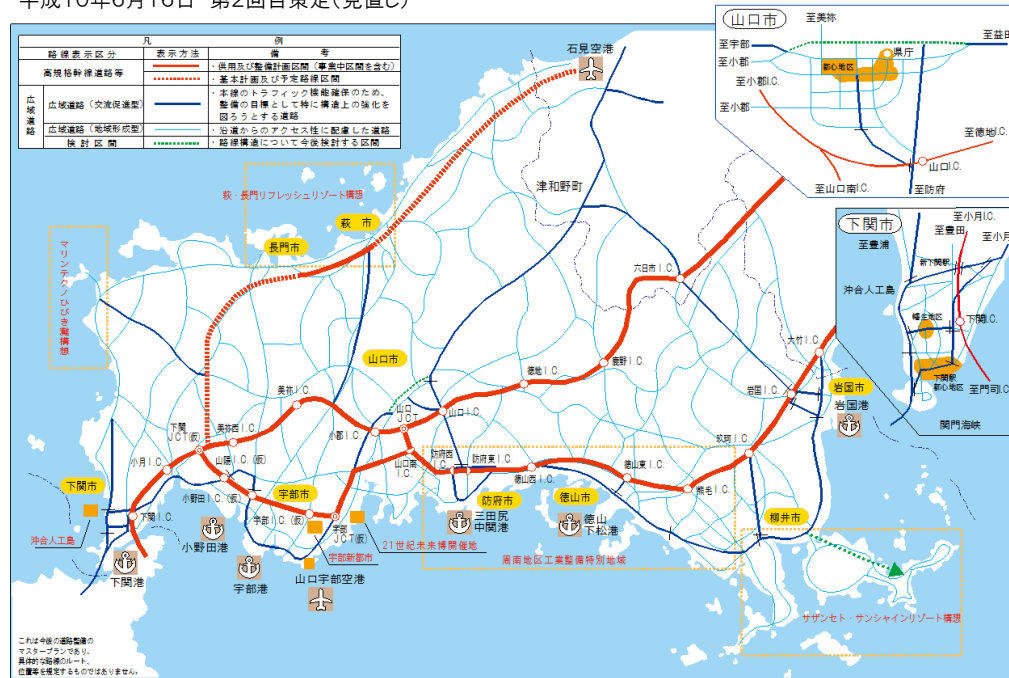 平成10年6月16日 第2回目策定(見直し)
凡　例
路線表示区分
表示方法
備　考
高規格幹線道路等
・供用及び整備計画区間(事業中区間を含む)
・基本計画及び予定路線区間
広域道路
広域道路(交流促進型)
・本線のトラフィック機能確保のため、
整備の目標として特に構造上の強化を
図ろうとする道路
広域道路(地域形成型)
・沿道からのアクセス性に配慮した道路
検討区間
・路線構造について今後検討する区間
石見空港
山口市
至美祢
至宇部
至益田
至小郡
県庁
都心地区
至小郡I.C.
至小郡
至徳地I.C.
山口I.C.
至山口南I.C.
至防府
下関市
至小月I.C.
至豊田
至小月
至豊浦
新下関駅
沖合人工島
幡生地区
下関I.C.
下関駅
都心地区
至門司I.C.
関門海峡
萩・長門リフレッシュリゾート構想
萩 市
長門市
津和野町
マリンテクノひびき灘構想
六日市I.C.
大竹I.C.
鹿野I.C.
徳地I.C.
岩国I.C.
岩国市
岩国港
山口市
美祢I.C.
山口
JCT
山口I.C.
小郡I.C.
下関
JCT(仮)
美祢西I.C.
山陽I.C.(仮)
小月I.C.
山口南
I.C.
防府西
I.C.
防府東I.C.
徳山西I.C.
徳山東I.C.
玖珂I.C.
熊毛I.C.
下関市
小野田I.C.(仮)
宇部市
防府市
徳山市
柳井市
下関I.C.
宇部I.C.(仮)
宇部
JCT(仮)
三田尻
中関港
徳山
下松港
沖合人工島
小野田港
21世紀未来博開催地
宇部新都市
周南地区工業整備特別地域
下関港
宇部港
山口宇部空港
サザンセト・サンシャインリゾート構想
これは今後の道路整備の
マスタープランであり、
具体的な路線のルート、
位置等を規定するものではありません。